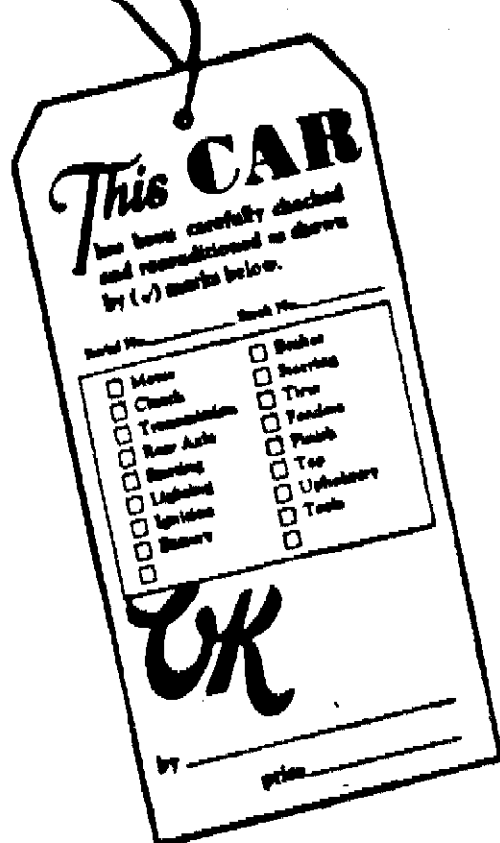 This CAR
has been carefully checked
and reconditioned as shown
by (✓) marks below.
Serial No. Stock No.
Motor
Clutch
Transmission
Rear Axle
Starting
Lighting
Ignition
Battery
Brakes
Steering
Tires
Fenders
Finish
Top
Upholstery
Tools
OK
by
price